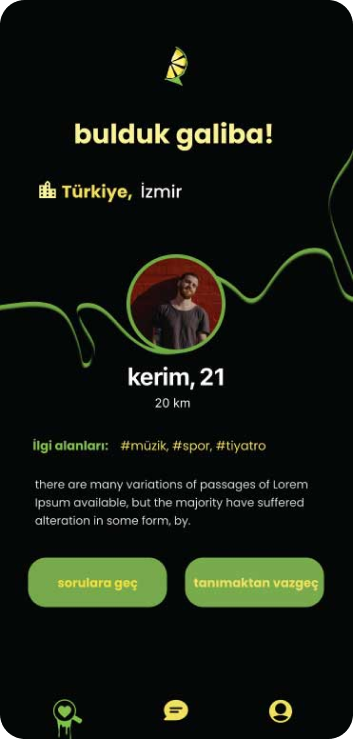 bulduk galiba!
Türkiye, İzmir
kerim, 21
20 km
İlgi alanları: #müzik, #spor, #tiyatro
there are many variations of passages of Lorem
Ipsum available, but the majority have suffered
alteration in some form, by.
sorulara geç
tanımaktan vazgeç